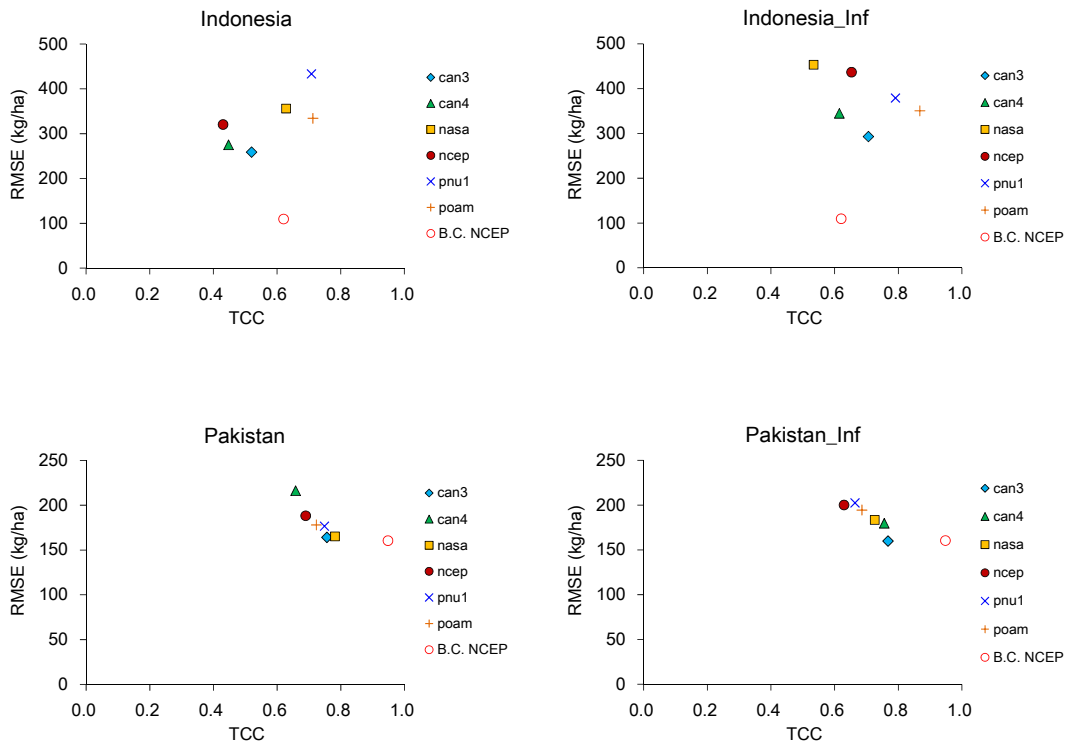 Indonesia
RMSE (kg/ha)
500
400
300
200
100
0
0.0 0.2 0.4 0.6 0.8 1.0
TCC
can3
can4
nasa
ncep
pnu1
poam
B.C. NCEP
Indonesia_Inf
RMSE (kg/ha)
500
400
300
200
100
0
0.0 0.2 0.4 0.6 0.8 1.0
TCC
can3
can4
nasa
ncep
pnu1
poam
B.C. NCEP
Pakistan
RMSE (kg/ha)
250
200
150
100
50
0
0.0 0.2 0.4 0.6 0.8 1.0
TCC
can3
can4
nasa
ncep
pnu1
poam
B.C. NCEP
Pakistan_Inf
RMSE (kg/ha)
250
200
150
100
50
0
0.0 0.2 0.4 0.6 0.8 1.0
TCC
can3
can4
nasa
ncep
pnu1
poam
B.C. NCEP